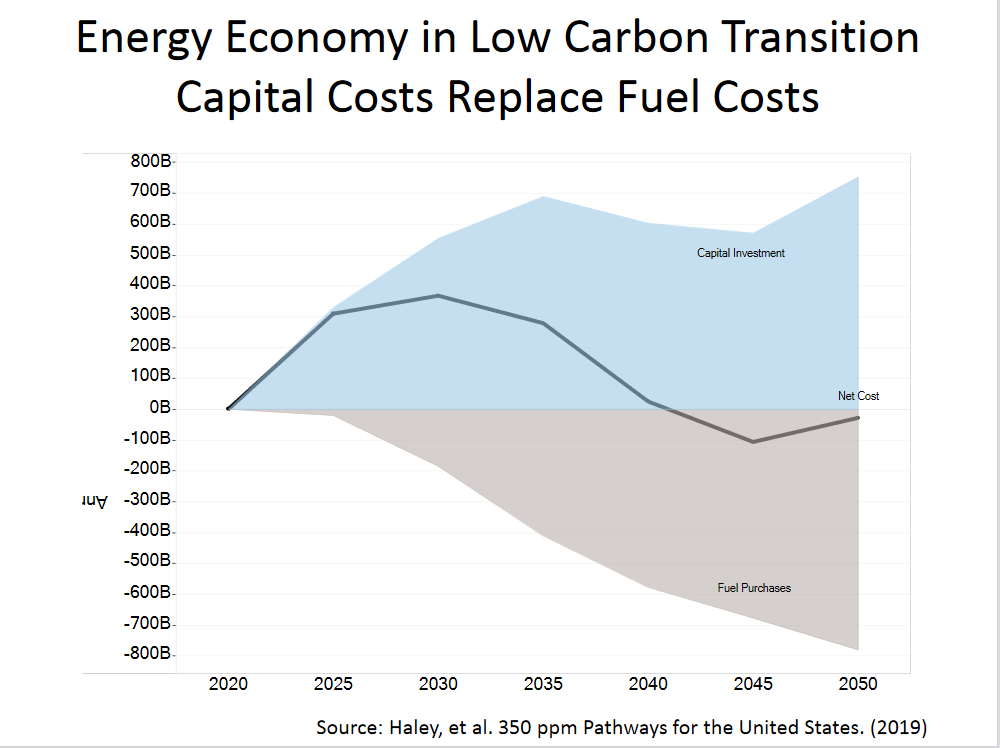 Energy Economy in Low Carbon Transition
Capital Costs Replace Fuel Costs
800B
700B
600B
500B
400B
300B
200B
100B
0B
-100B
-200B
-300B
-400B
-500B
-600B
-700B
-800B
Capital Investment
Net Cost
Fuel Purchases
2020 2025 2030 2035 2040 2045 2050
Source: Haley, et al. 350 ppm Pathways for the United States. (2019)